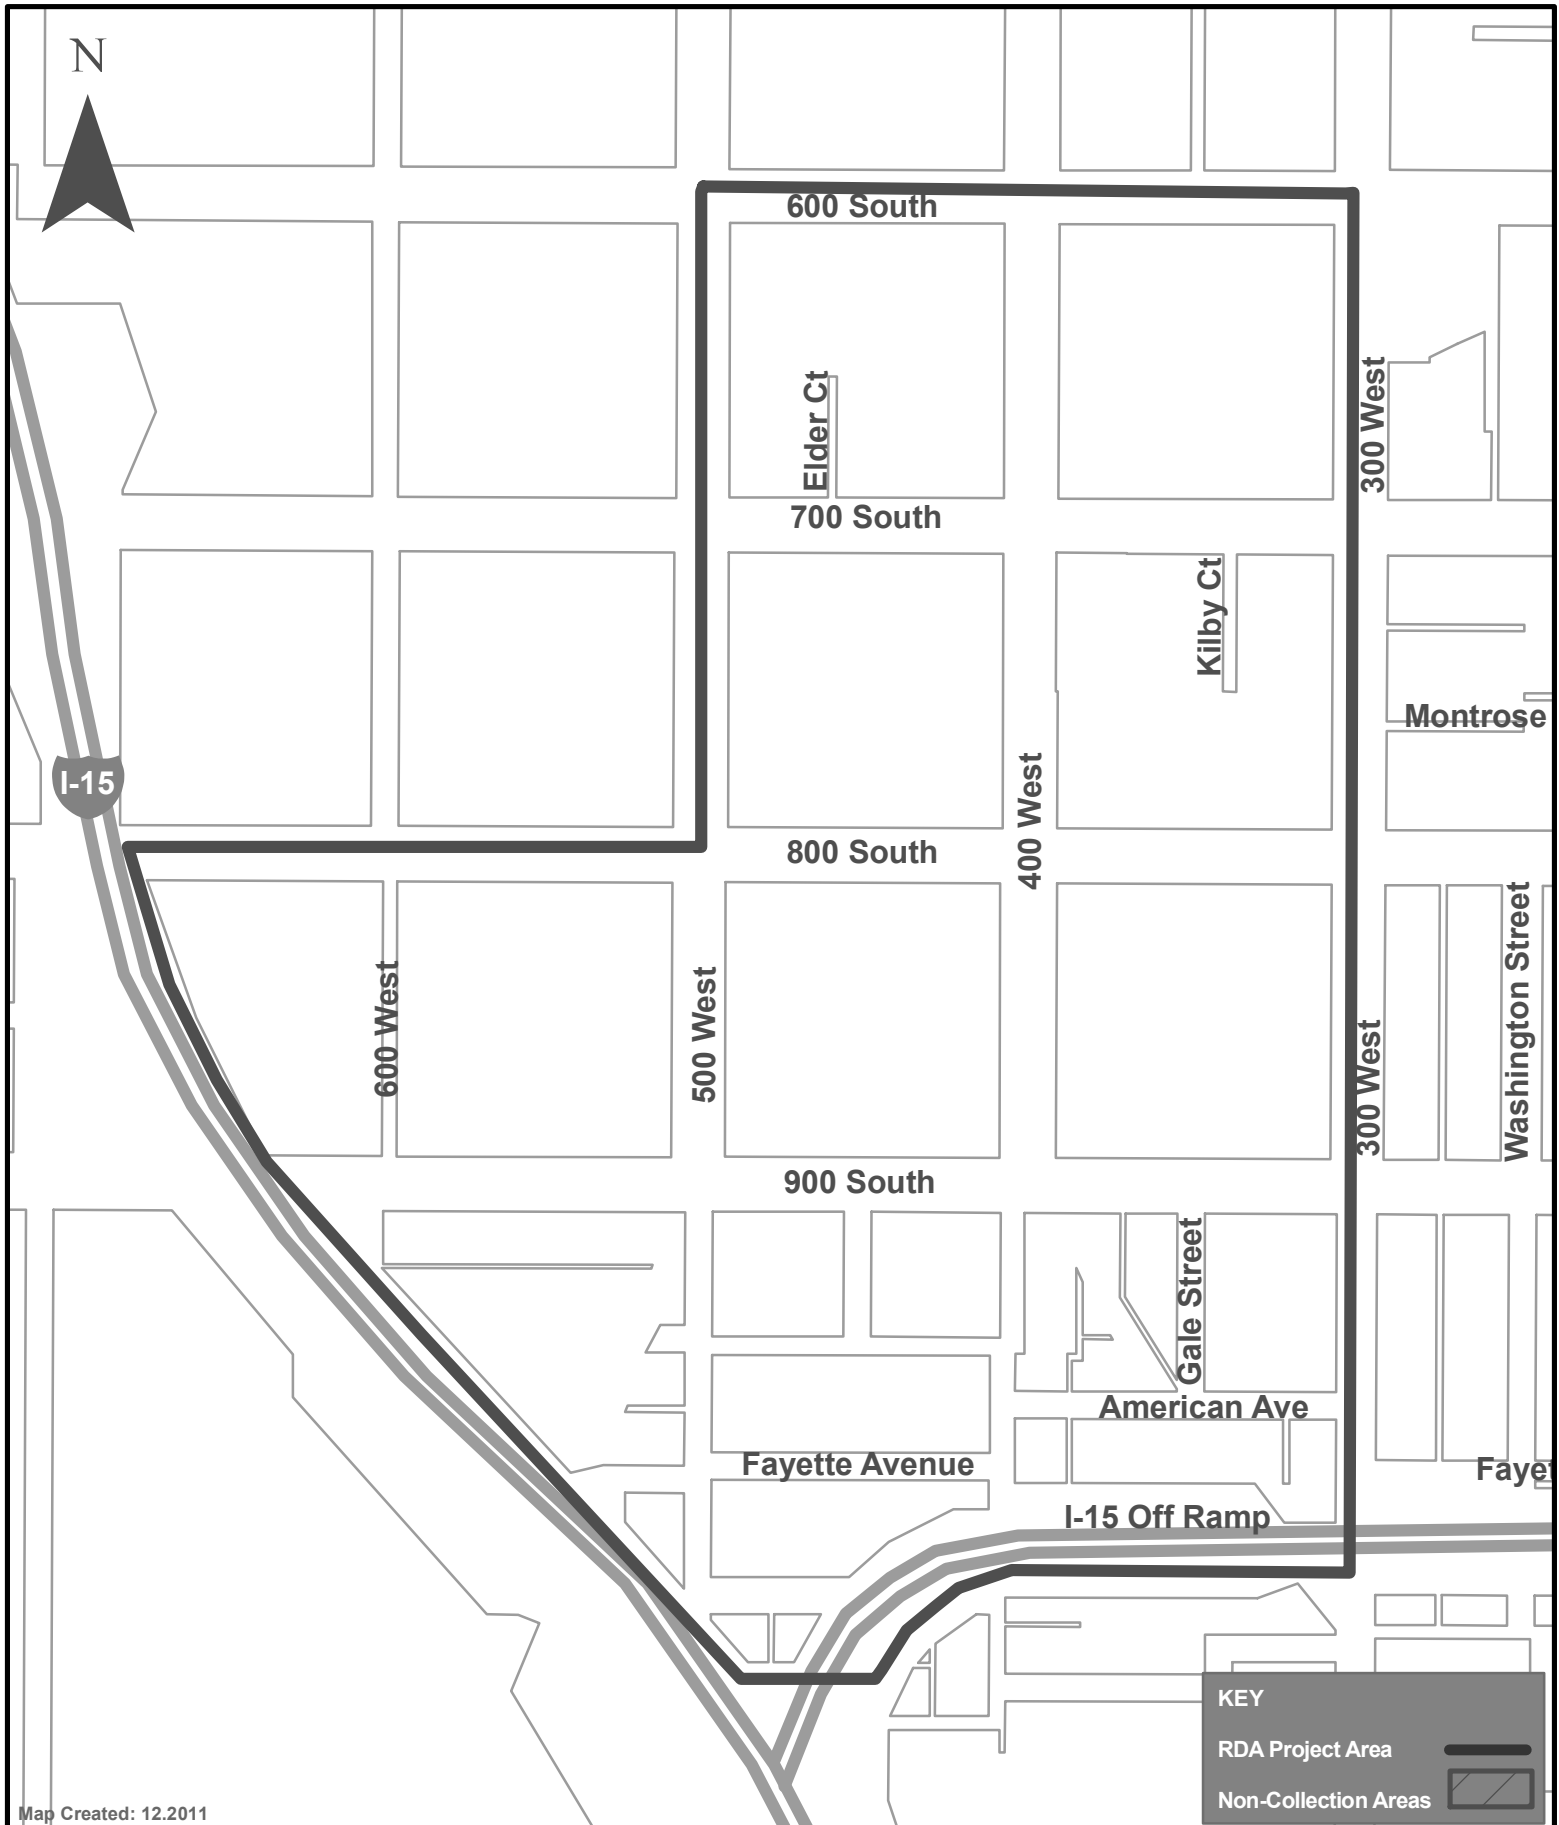 N
600 South
Elder Ct
300 West
700 South
Kilby Ct
Montrose
I-15
400 West
800 South
Washington Street
600 West
500 West
300 West
900 South
Gale Street
American Ave
Fayette Avenue
Fayet
I-15 Off Ramp
KEY
RDA Project Area
Non-Collection Areas
Map Created: 12.2011